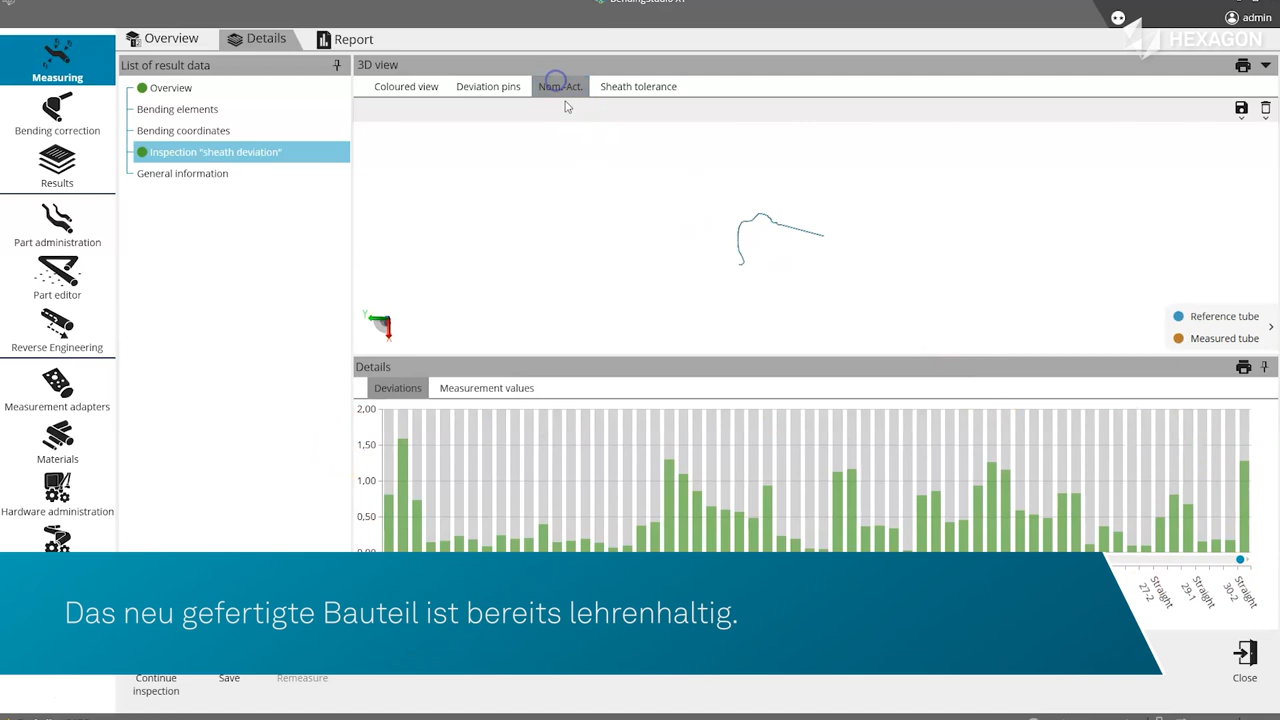 BendingStudio XT
admin
HEXAGON
Measuring
Bending correction
Results
Part administration
Part editor
Reverse Engineering
Measurement adapters
Materials
Hardware administration
Overview
Details
Report
List of result data
Overview
Bending elements
Bending coordinates
Inspection "sheath deviation"
General information
3D view
Coloured view
Deviation pins
Nom.-Act.
Sheath tolerance
Y
X
Reference tube
Measured tube
Details
Deviations
Measurement values
2,00
1,50
1,00
0,50
0,00
27-2
Straight
29-1
Straight
30-2
Straight
Das neu gefertigte Bauteil ist bereits lehrenhaltig.
Continue
inspection
Save
Remeasure
Close